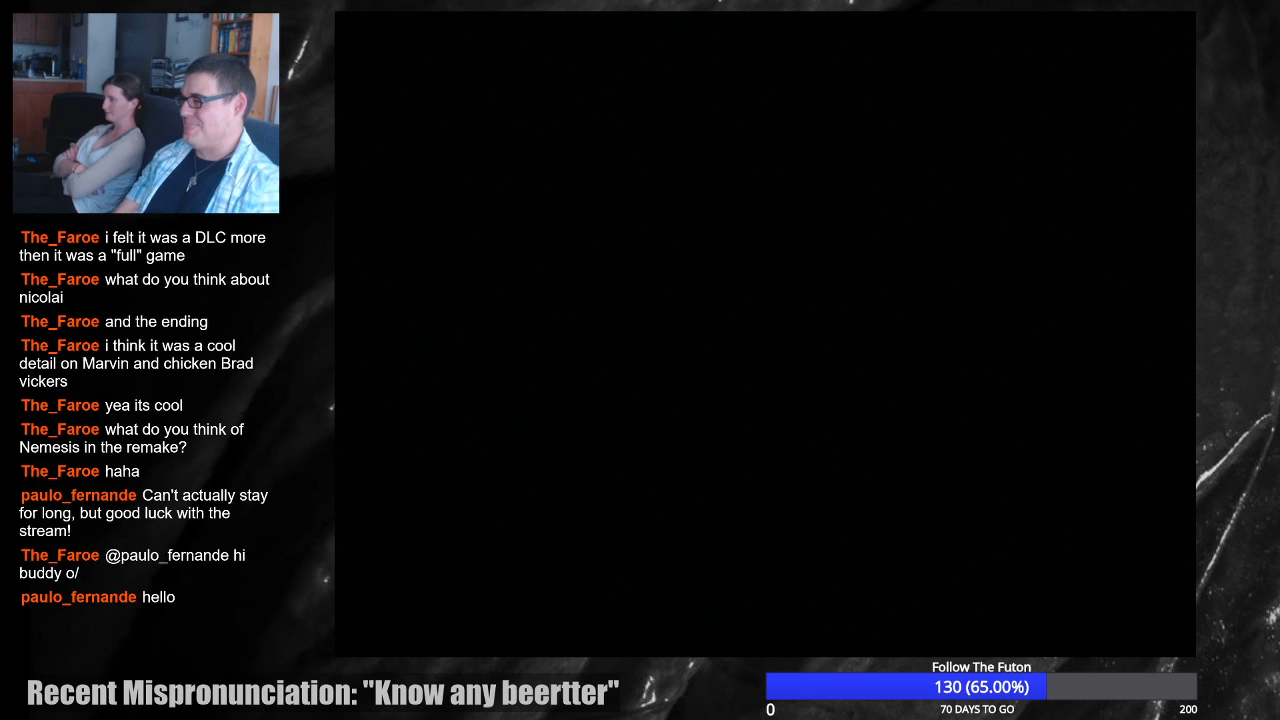 The_Faroe i felt it was a DLC more
then it was a "full" game
The_Faroe what do you think about
nicolai
The_Faroe and the ending
The_Faroe i think it was a cool
detail on Marvin and chicken Brad
vickers
The_Faroe yea its cool
The_Faroe what do you think of
Nemesis in the remake?
The_Faroe haha
paulo_fernande Can't actually stay
for long, but good luck with the
stream!
The_Faroe @paulo_fernande hi
buddy o/
paulo_fernande hello
Recent Mispronunciation: "Know any beertter"
Follow The Futon
130 (65.00%)
0
70 DAYS TO GO
200